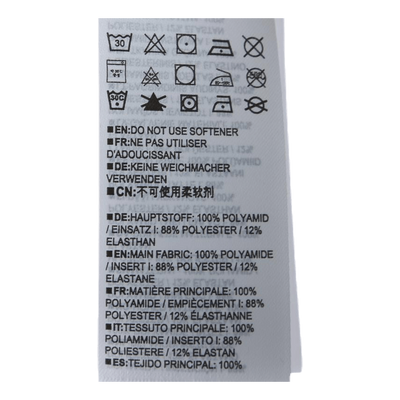 30
30C
■ EN:DO NOT USE SOFTENER
■ FR:NE PAS UTILISER
D'ADOUCISSANT
■ DE:KEINE WEICHMACHER
VERWENDEN
■ CN:不可使用柔软剂
■ DE:HAUPTSTOFF: 100% POLYAMID
/ EINSATZ I: 88% POLYESTER / 12%
ELASTHAN
■ EN:MAIN FABRIC: 100% POLYAMIDE
/ INSERT I: 88% POLYESTER / 12%
ELASTANE
■ FR:MATIÈRE PRINCIPALE: 100%
POLYAMIDE / EMPIÈCEMENT I: 88%
POLYESTER / 12% ÉLASTHANNE
■ IT:TESSUTO PRINCIPALE: 100%
POLIAMMIDE / INSERTO I: 88%
POLIESTERE / 12% ELASTAN
■ ES:TEJIDO PRINCIPAL: 100%